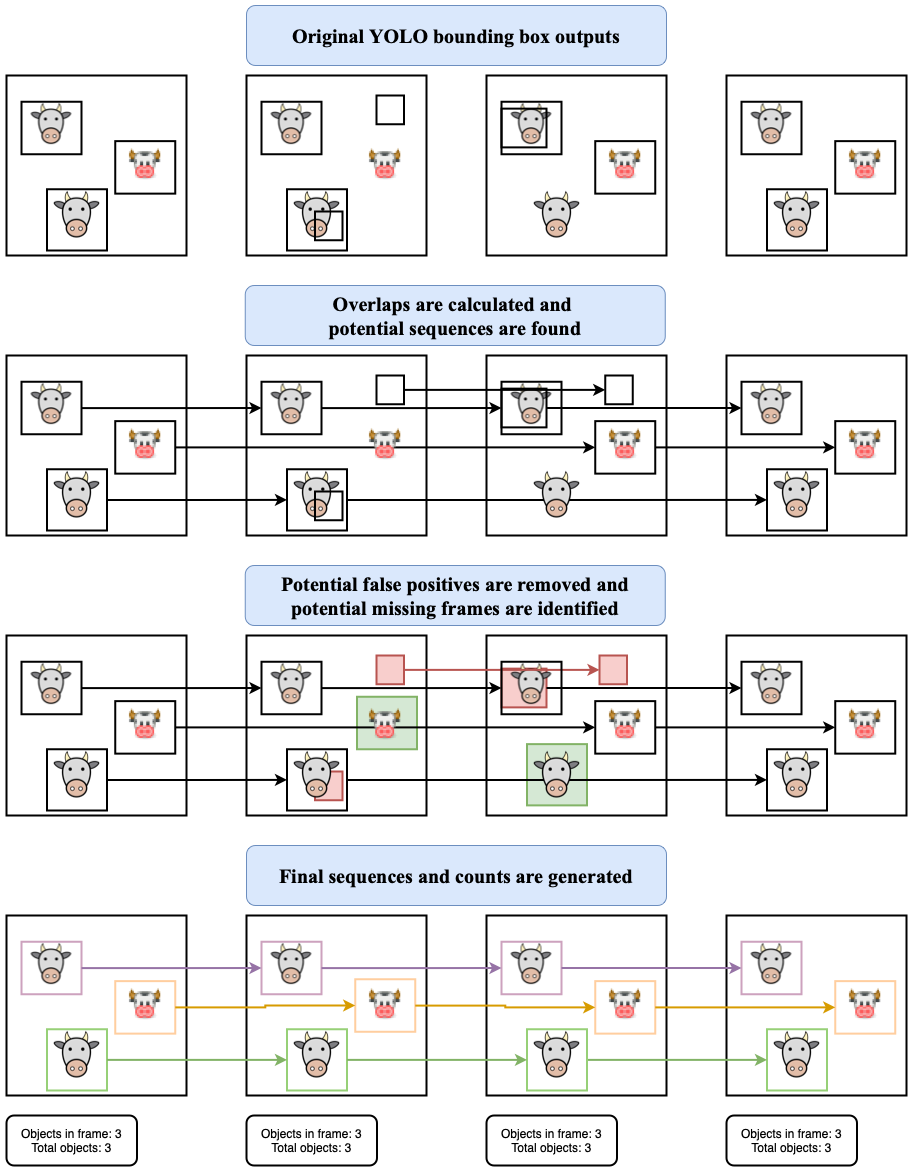 Original YOLO bounding box outputs
Overlaps are calculated and
potential sequences are found
Potential false positives are removed and
potential missing frames are identified
Final sequences and counts are generated
Objects in frame: 3
Total objects: 3
Objects in frame: 3
Total objects: 3
Objects in frame: 3
Total objects: 3
Objects in frame: 3
Total objects: 3